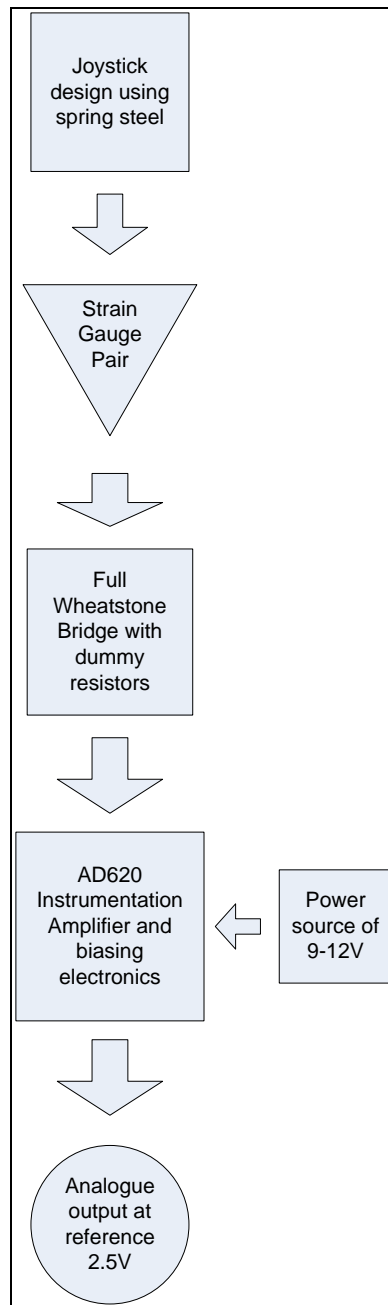 Joystick
design using
spring steel
Strain
Gauge
Pair
Full
Wheatstone
Bridge with
dummy
resistors
AD620
Instrumentation
Amplifier and
biasing
electronics
Power
source of
9-12V
Analogue
output at
reference
2.5V